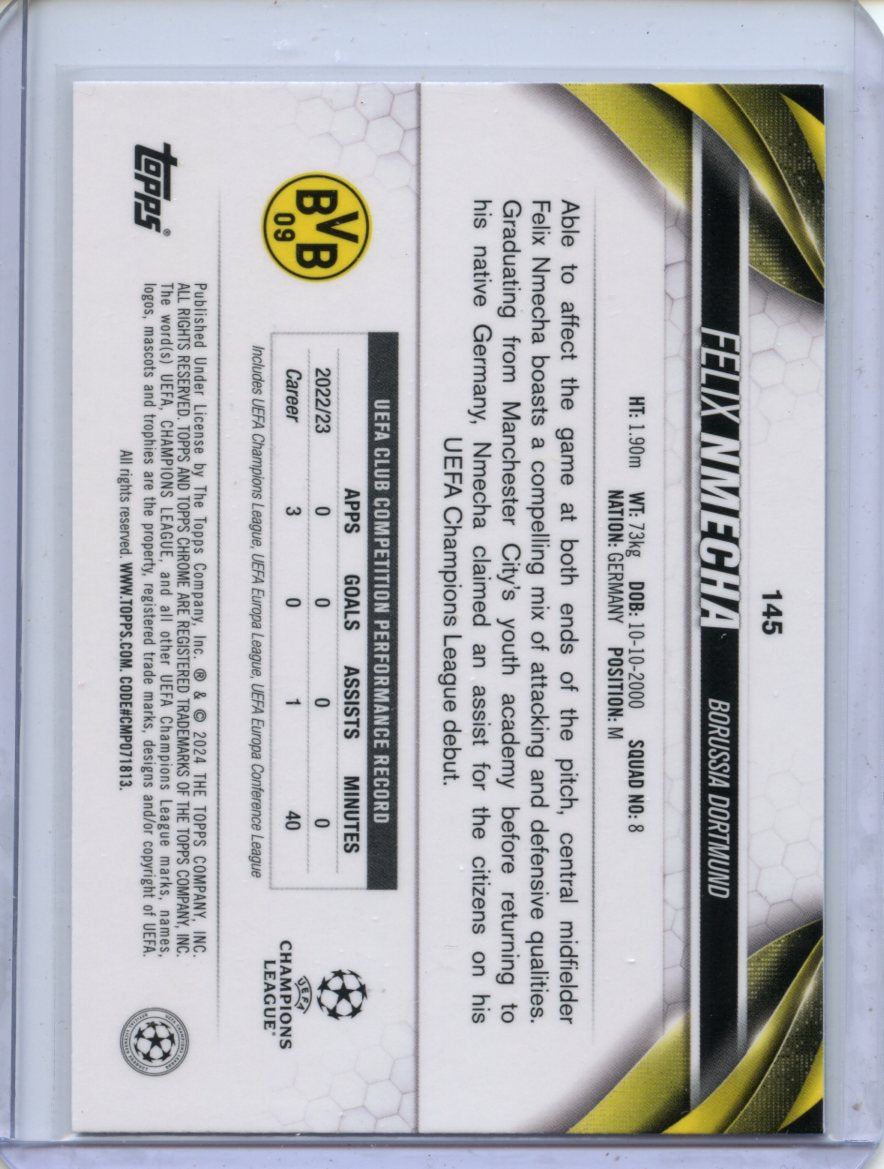 145
FELIX NMECHA BORUSSIA DORTMUND
HT: 1.90m WT: 73kg DOB: 10-10-2000 SQUAD NO: 8
NATION: GERMANY POSITION: M
Able to affect the game at both ends of the pitch, central midfielder
Felix Nmecha boasts a compelling mix of attacking and defensive qualities.
Graduating from Manchester City's youth academy before returning to
his native Germany, Nmecha claimed an assist for the citizens on his
UEFA Champions League debut.
BVB
09
UEFA CLUB COMPETITION PERFORMANCE RECORD
APPS GOALS ASSISTS MINUTES
2022/23 0 0 0 0
Career 3 0 1 40
Includes UEFA Champions League, UEFA Europa League, UEFA Europa Conference League
UEFA
CHAMPIONS
LEAGUE®
topps®
Published Under License by The Topps Company, Inc. ® & © 2024 THE TOPPS COMPANY, INC.
ALL RIGHTS RESERVED. TOPPS AND TOPPS CHROME ARE REGISTERED TRADEMARKS OF THE TOPPS COMPANY, INC.
The word(s) UEFA, CHAMPIONS LEAGUE, and all other UEFA Champions League marks, names,
logos, mascots and trophies are the property, registered trade marks, designs and/or copyright of UEFA.
All rights reserved. WWW.TOPPS.COM. CODE#CMP071813.